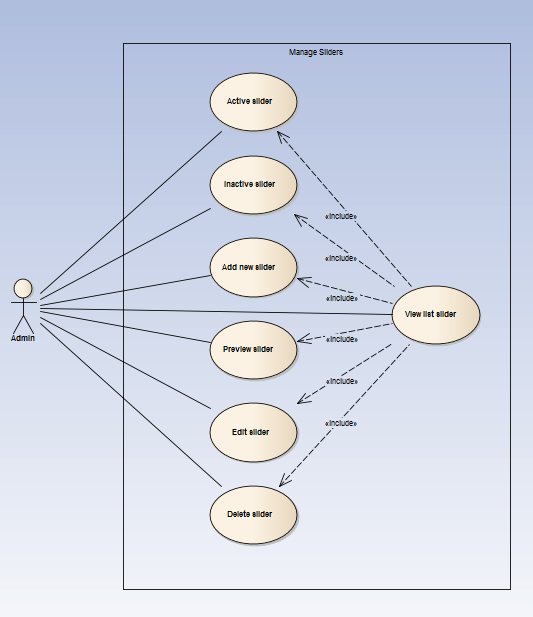 Manage Sliders
Active slider
Inactive slider
«include»
«include»
Add new slider
«include»
View list slider
Admin
Preview slider
«include»
«include»
Edit slider
«include»
Delete slider